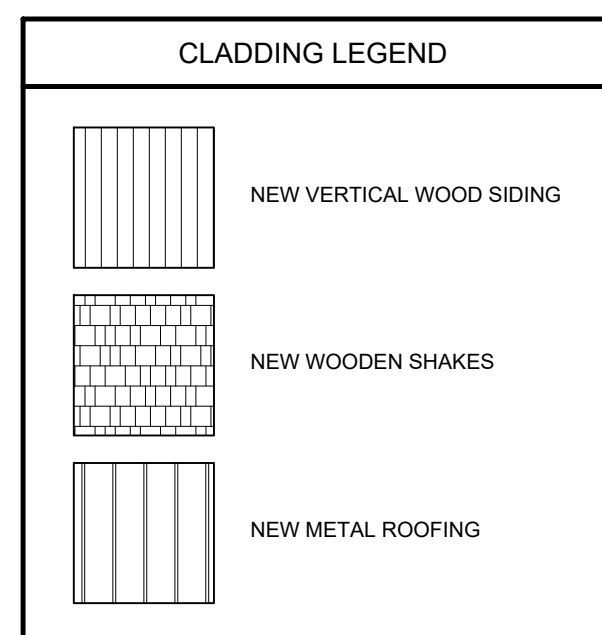 CLADDING LEGEND
NEW VERTICAL WOOD SIDING
NEW WOODEN SHAKES
NEW METAL ROOFING